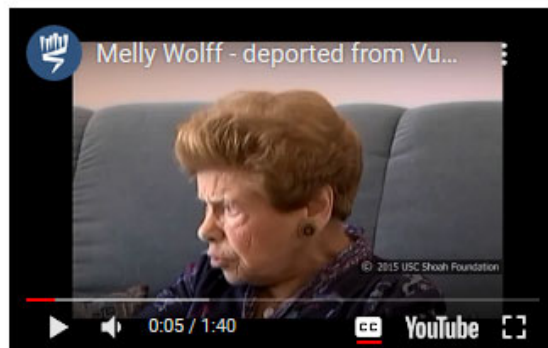 Melly Wolff - deported from Vu...
© 2015 USC Shoah Foundation
0:05 / 1:40
CC
YouTube